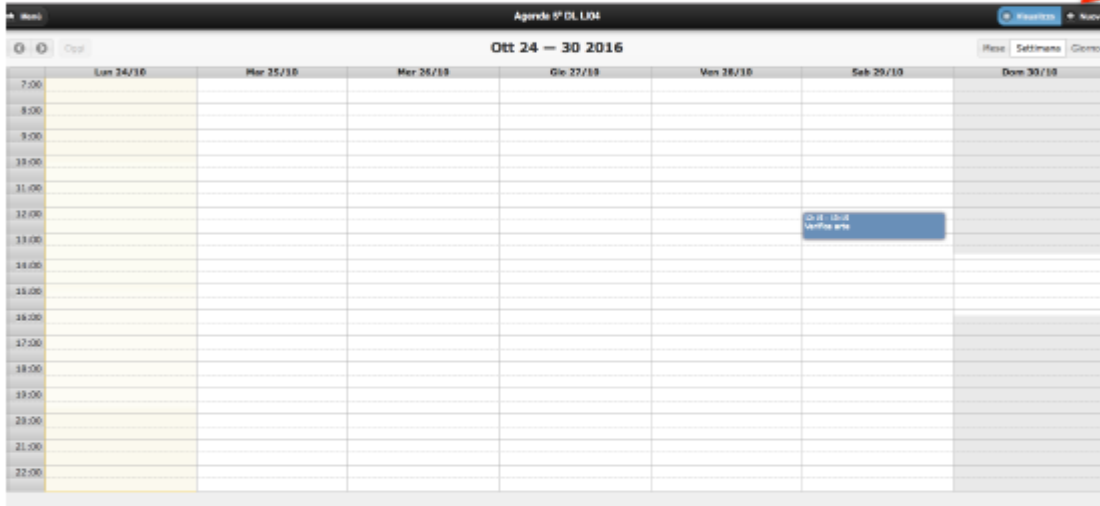 Menù
Agenda 5° DL LI04
Visualizza
Nuovo
Oggi
Ott 24 — 30 2016
Mese Settimana Giorno
Lun 24/10 Mar 25/10 Mer 26/10 Gio 27/10 Ven 28/10 Sab 29/10 Dom 30/10
7:00
8:00
9:00
10:00
11:00
12:00
Verifica arte
13:00
14:00
15:00
16:00
17:00
18:00
19:00
20:00
21:00
22:00